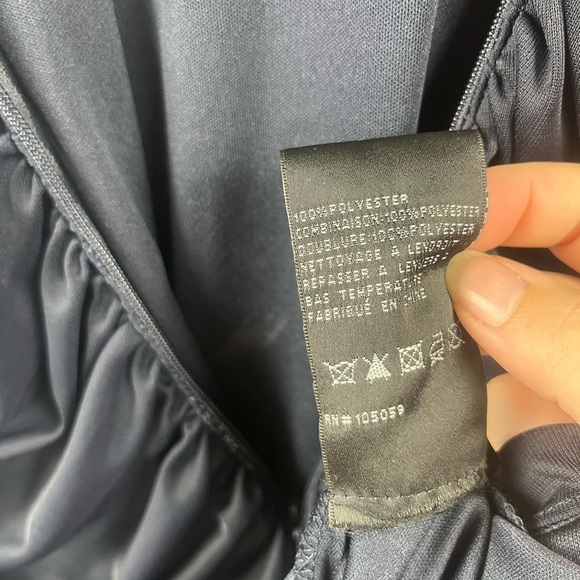 100% POLYESTER
COMBINAISON:100% POLYESTER
DOUBLURE:100% POLYESTER
NETTOYAGE A L'ENDROIT
REPASSER A L'ENVERS
BAS TEMPERATURE
FABRIQUÉ EN CHINE
RN# 105059